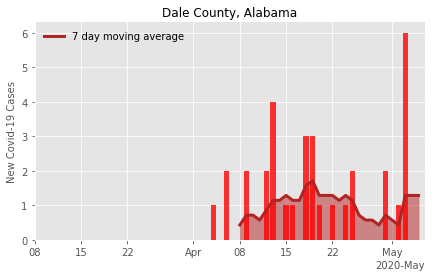 Dale County, Alabama
7 day moving average
New Covid-19 Cases
6
5
4
3
2
1
0
08 15 22 Apr 08 15 22 May
2020-May